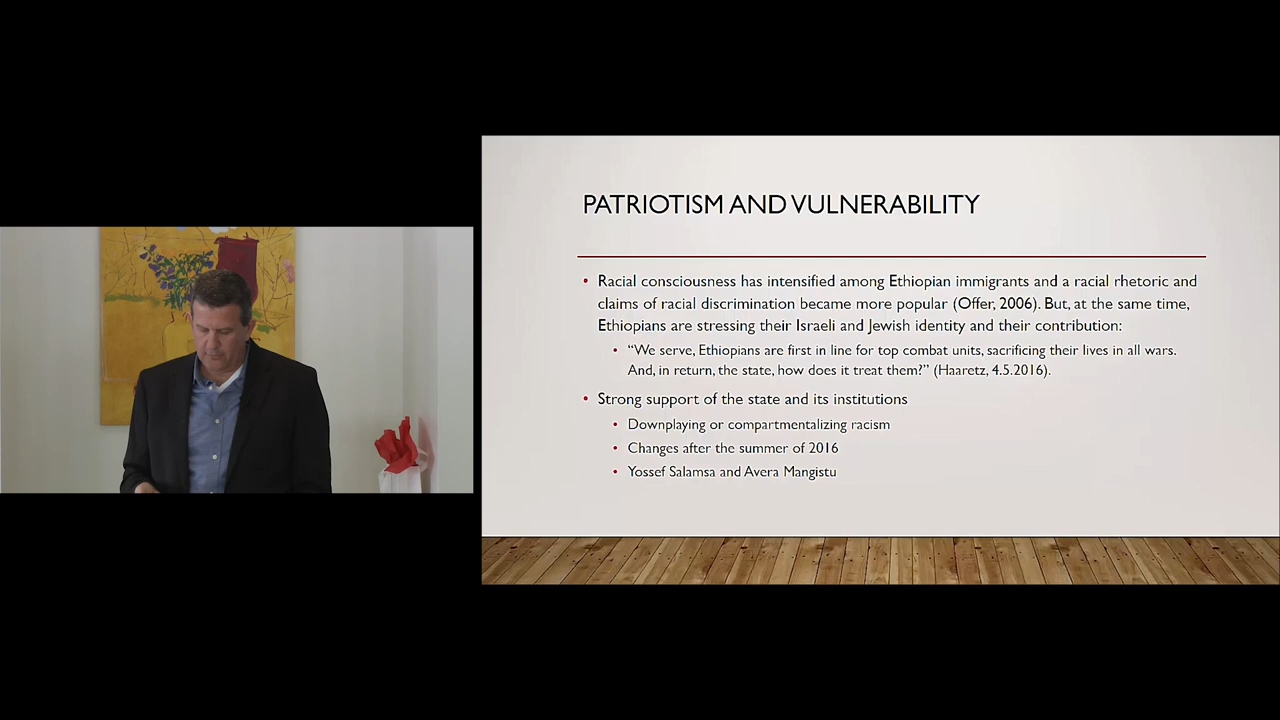 PATRIOTISM AND VULNERABILITY
• Racial consciousness has intensified among Ethiopian immigrants and a racial rhetoric and
claims of racial discrimination became more popular (Offer, 2006). But, at the same time,
Ethiopians are stressing their Israeli and Jewish identity and their contribution:
• “We serve, Ethiopians are first in line for top combat units, sacrificing their lives in all wars.
And, in return, the state, how does it treat them?” (Haaretz, 4.5.2016).
• Strong support of the state and its institutions
• Downplaying or compartmentalizing racism
• Changes after the summer of 2016
• Yossef Salamsa and Avera Mangistu